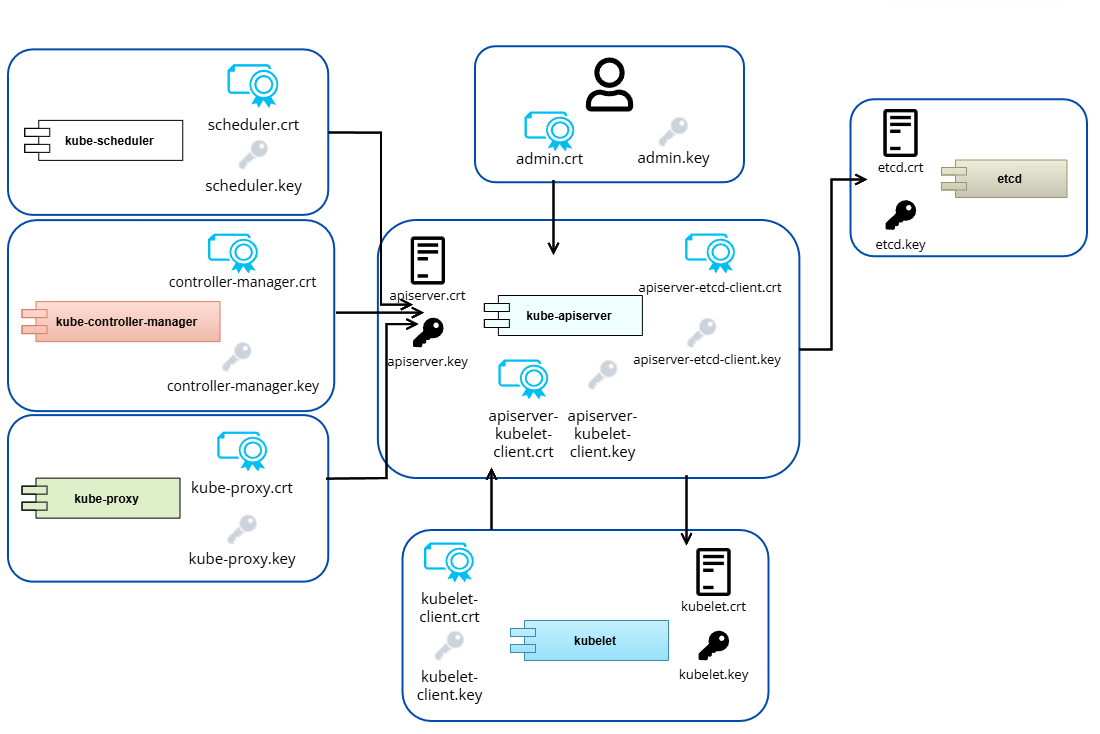 scheduler.crt
kube-scheduler
scheduler.key
controller-manager.crt
kube-controller-manager
controller-manager.key
kube-proxy.crt
kube-proxy
kube-proxy.key
admin.crt
admin.key
apiserver.crt
apiserver.key
kube-apiserver
apiserver-etcd-client.crt
apiserver-etcd-client.key
apiserver-
kubelet-
client.crt
apiserver-
kubelet-
client.key
etcd.crt
etcd
etcd.key
kubelet-
client.crt
kubelet-
client.key
kubelet
kubelet.crt
kubelet.key